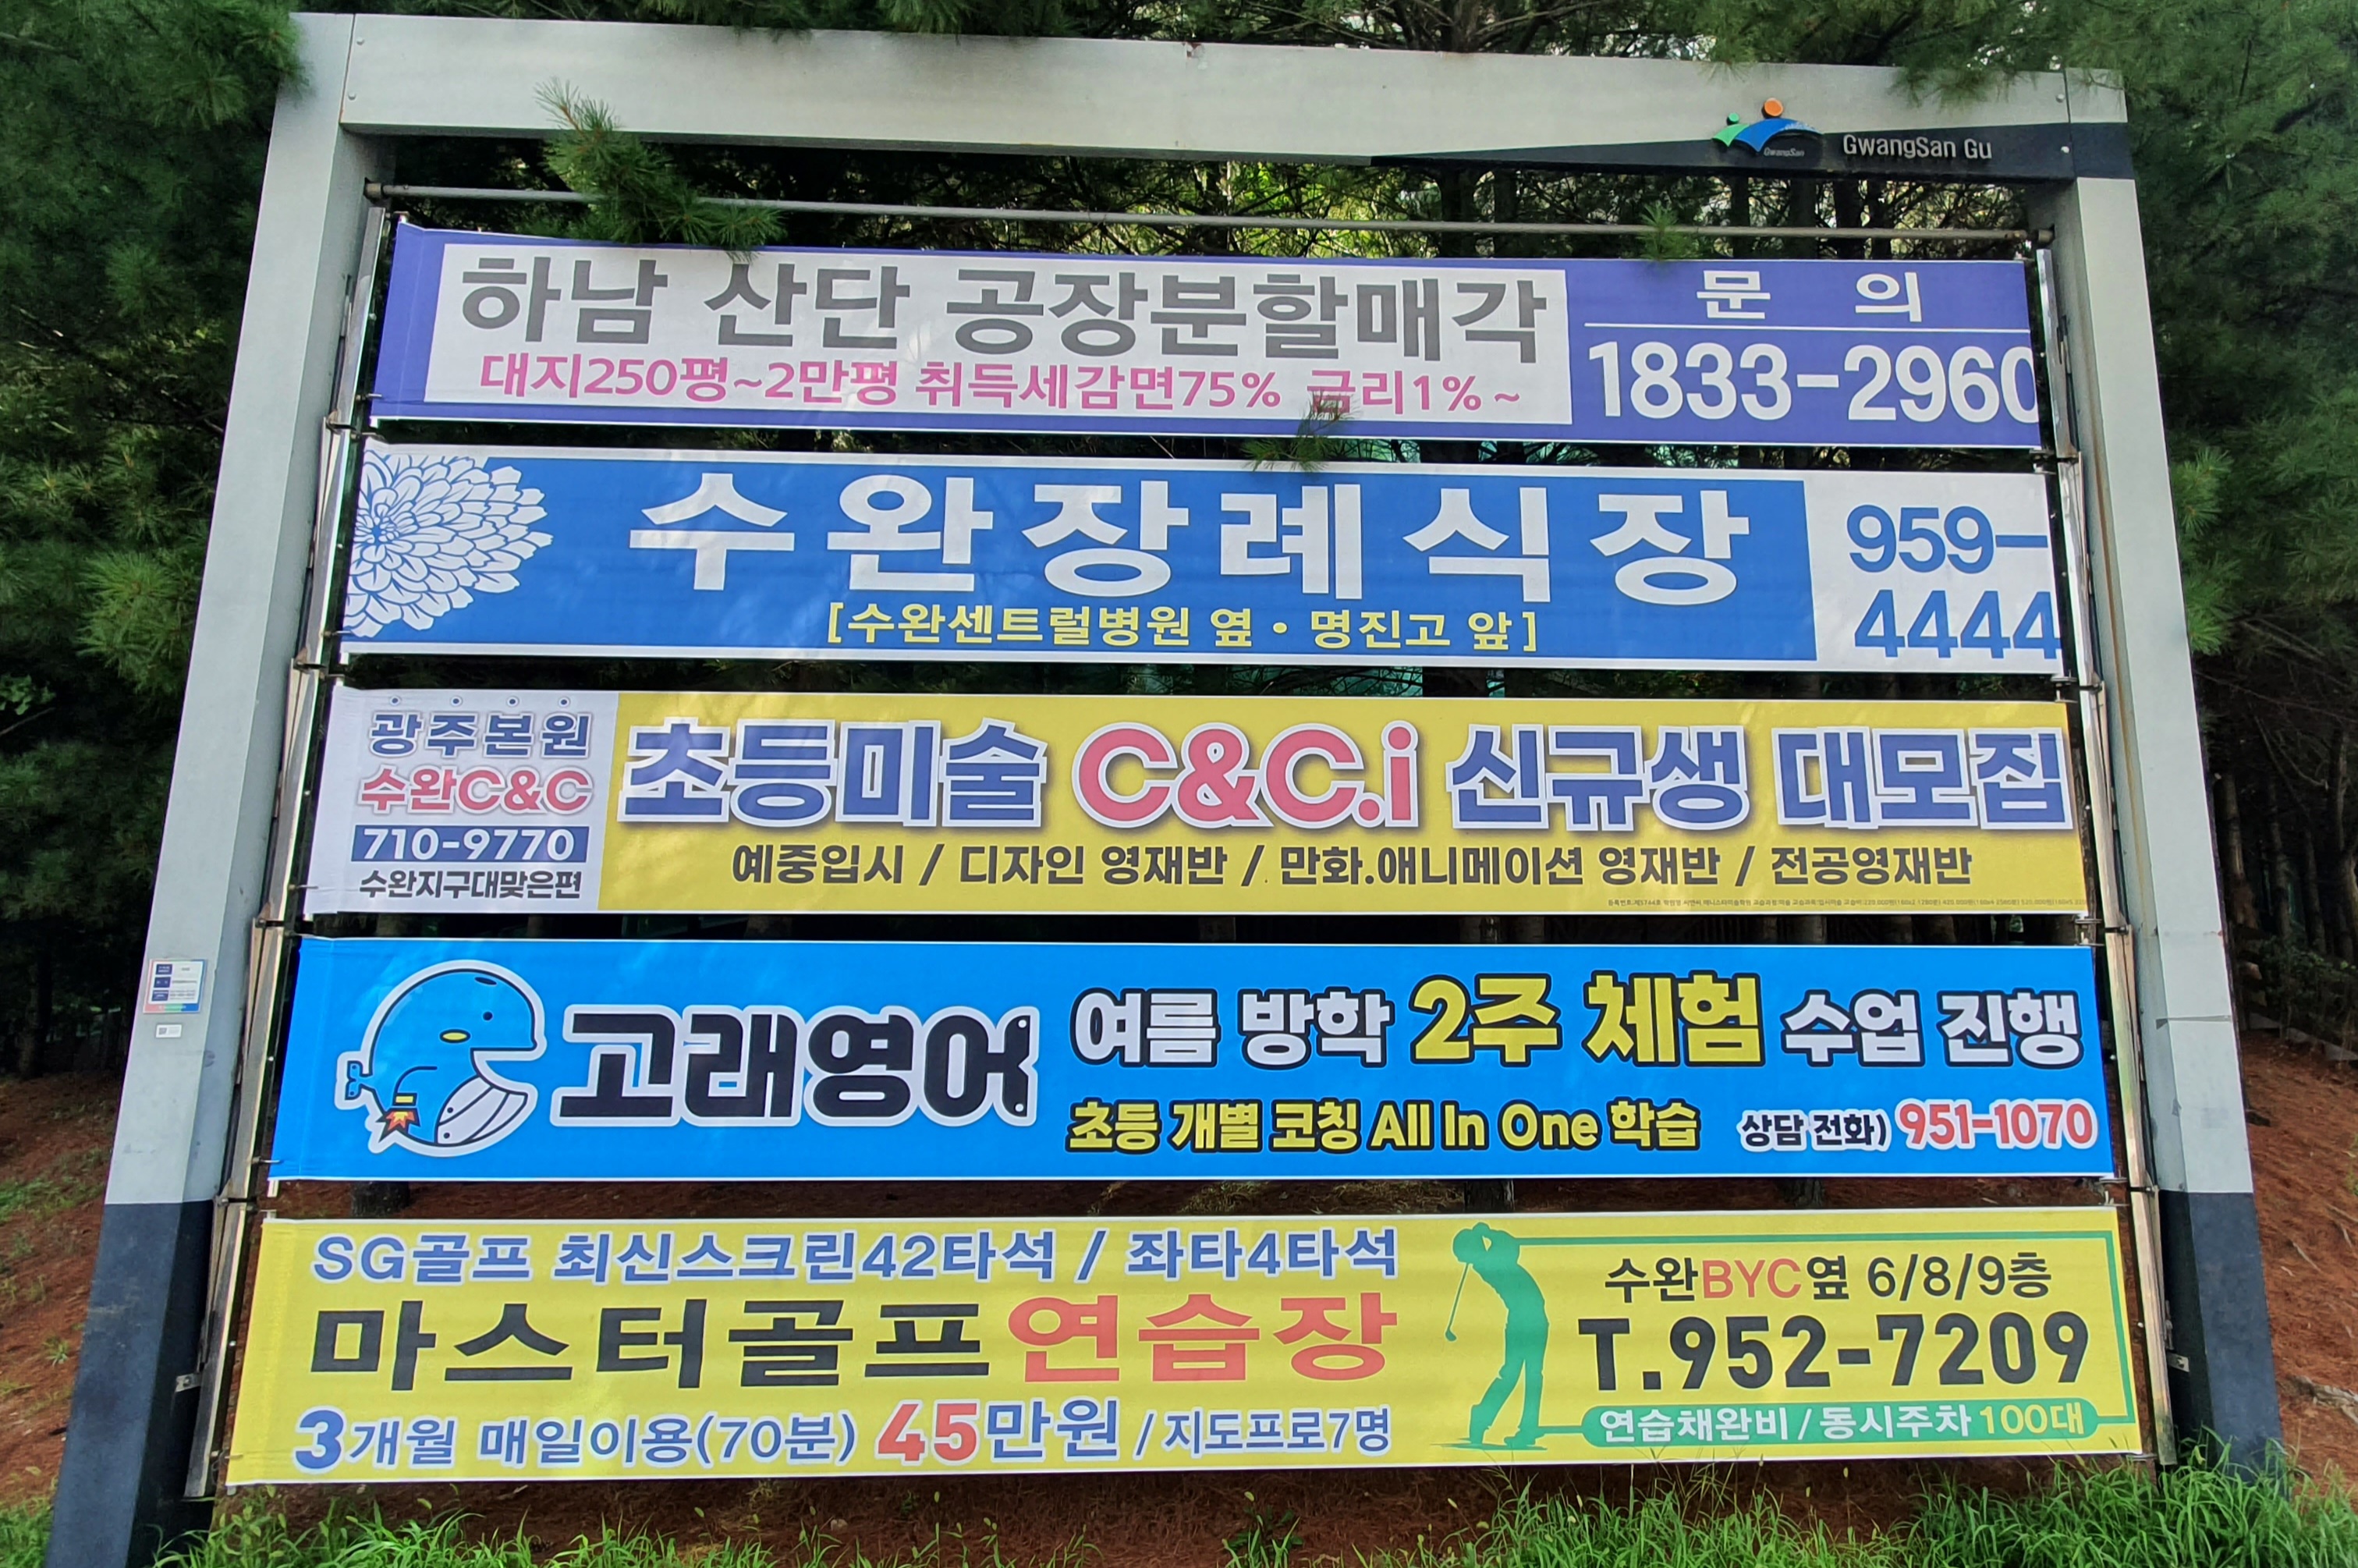 GwangSan Gu
GwangSan
하남 산단 공장분할매각
대지250평~2만평 취득세감면75% 금리1%~
문 의
1833-2960
수완장례식장
[수완센트럴병원 옆·명진고 앞]
959-
4444
광주본원
수완C&C
710-9770
수완지구대맞은편
초등미술 C&C.i 신규생 대모집
예중입시 / 디자인 영재반 / 만화.애니메이션 영재반 / 전공영재반
고래영어
여름 방학 2주 체험 수업 진행
초등 개별 코칭 All In One 학습
상담 전화) 951-1070
SG골프 최신스크린42타석 / 좌타4타석
마스터골프연습장
3개월 매일이용(70분) 45만원 / 지도프로7명
수완BYC옆 6/8/9층
T.952-7209
연습채완비 / 동시주차 100대